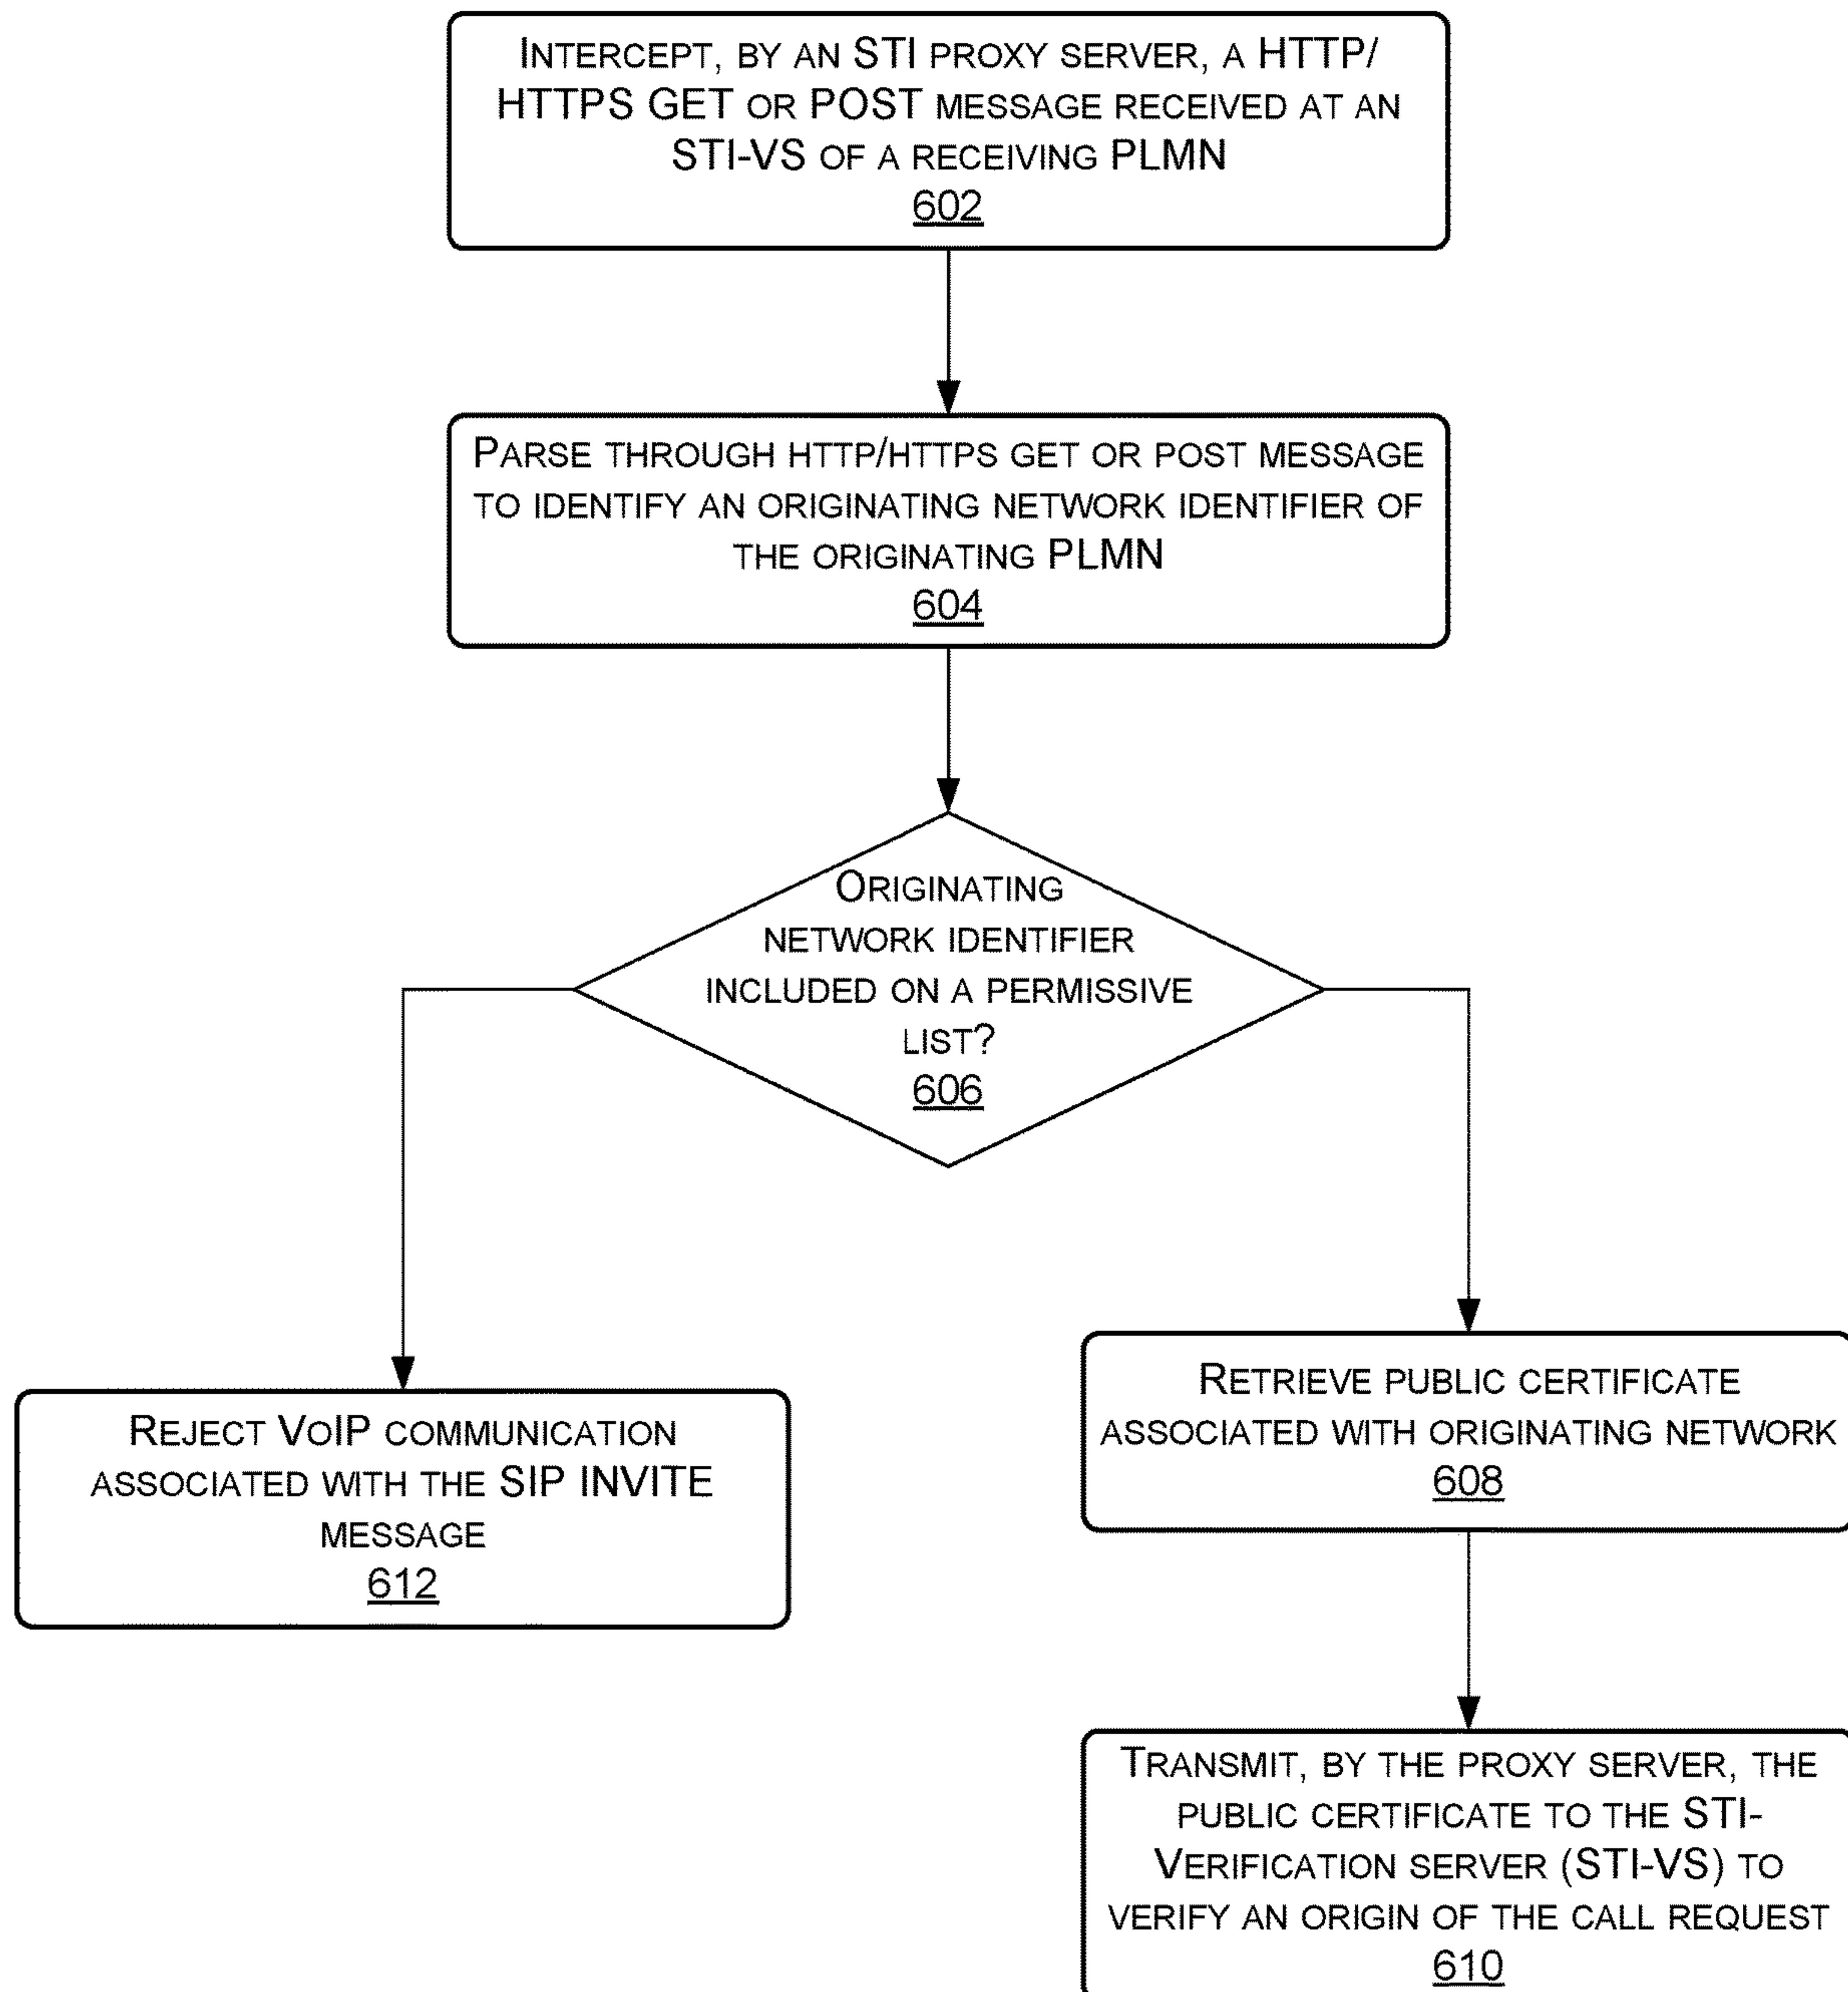 INTERCEPT, BY AN STI PROXY SERVER, A HTTP/
HTTPS GET OR POST MESSAGE RECEIVED AT AN
STI-VS OF A RECEIVING PLMN
602
PARSE THROUGH HTTP/HTTPS GET OR POST MESSAGE
TO IDENTIFY AN ORIGINATING NETWORK IDENTIFIER OF
THE ORIGINATING PLMN
604
ORIGINATING
NETWORK IDENTIFIER
INCLUDED ON A PERMISSIVE
LIST?
606
REJECT VOIP COMMUNICATION
ASSOCIATED WITH THE SIP INVITE
MESSAGE
612
RETRIEVE PUBLIC CERTIFICATE
ASSOCIATED WITH ORIGINATING NETWORK
608
TRANSMIT, BY THE PROXY SERVER, THE
PUBLIC CERTIFICATE TO THE STI-
VERIFICATION SERVER (STI-VS) TO
VERIFY AN ORIGIN OF THE CALL REQUEST
610